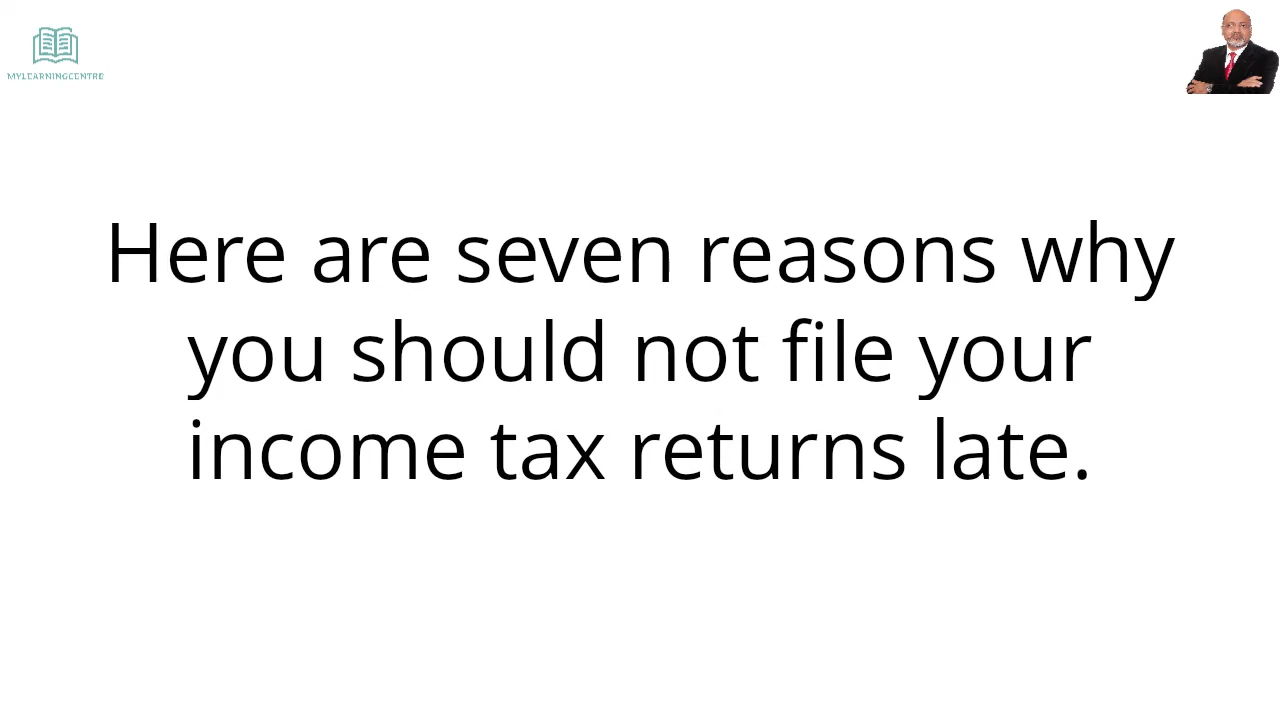 MYLEARNINGCENTRE
Here are seven reasons why
you should not file your
income tax returns late.